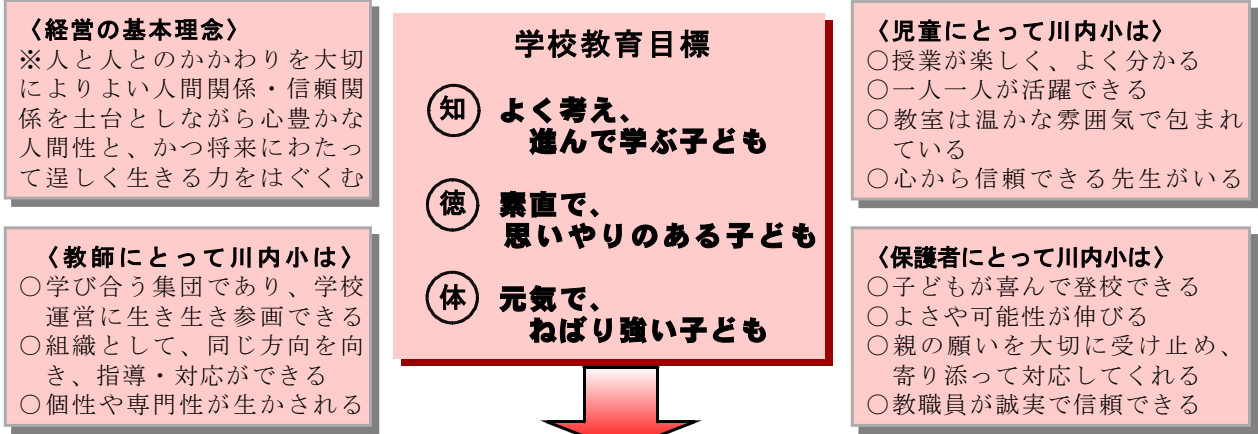 〈経営の基本理念〉
※人と人とのかかわりを大切
によりよい人間関係・信頼関
係を土台としながら心豊かな
人間性と、かつ将来にわたっ
て逞しく生きる力をはぐくむ
〈教師にとって川内小は〉
○学び合う集団であり、学校
運営に生き生き参画できる
○組織として、同じ方向を向
き、指導・対応ができる
○個性や専門性が生かされる
学校教育目標
知 よく考え、
進んで学ぶ子ども
徳 素直で、
思いやりのある子ども
体 元気で、
ねばり強い子ども
〈児童にとって川内小は〉
○授業が楽しく、よく分かる
○一人一人が活躍できる
○教室は温かな雰囲気で包まれ
ている
○心から信頼できる先生がいる
〈保護者にとって川内小は〉
○子どもが喜んで登校できる
○よさや可能性が伸びる
○親の願いを大切に受け止め、
寄り添って対応してくれる
○教職員が誠実で信頼できる